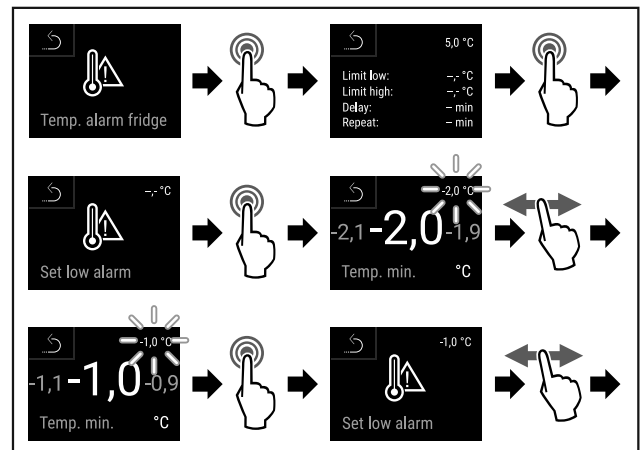 5,0 °C
Limit low: –,- °C
Limit high: –,- °C
Delay: – min
Repeat: – min
Temp. alarm fridge
–,- °C
Set low alarm
-2,0 °C
-2,1 -2,0 -1,9
Temp. min. °C
-1,0 °C
-1,1 -1,0 -0,9
Temp. min. °C
-1,0 °C
Set low alarm